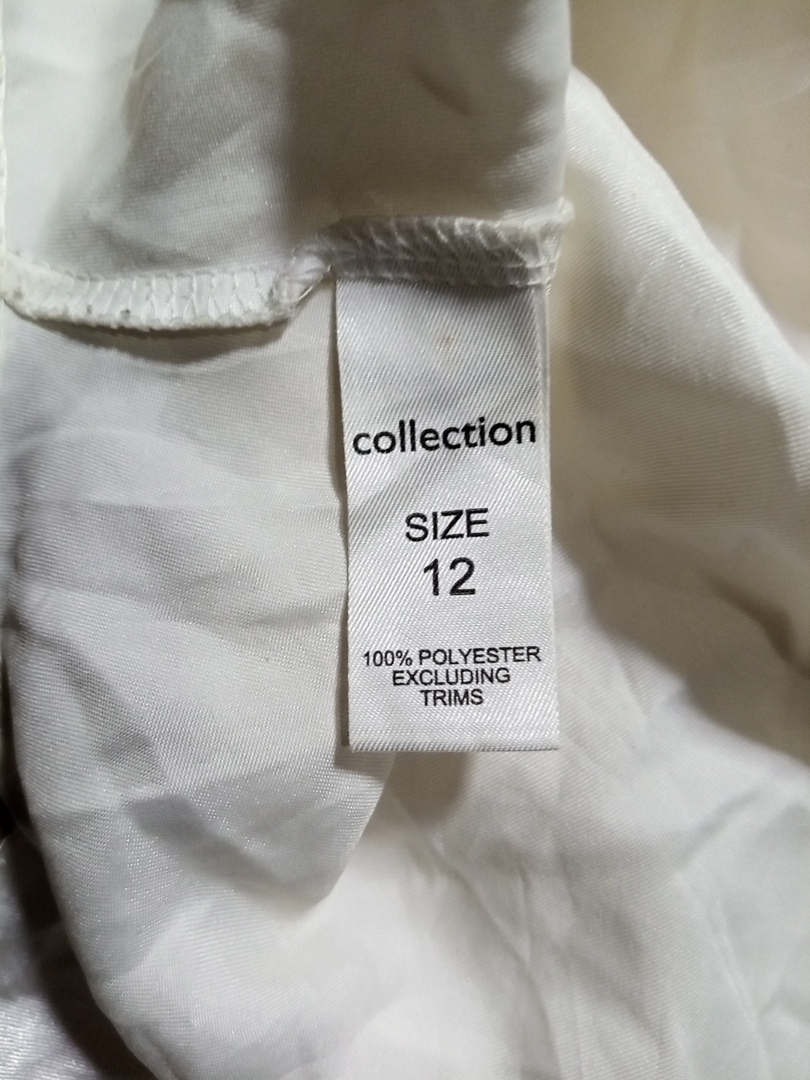 collection
SIZE
12
100% POLYESTER
EXCLUDING
TRIMS